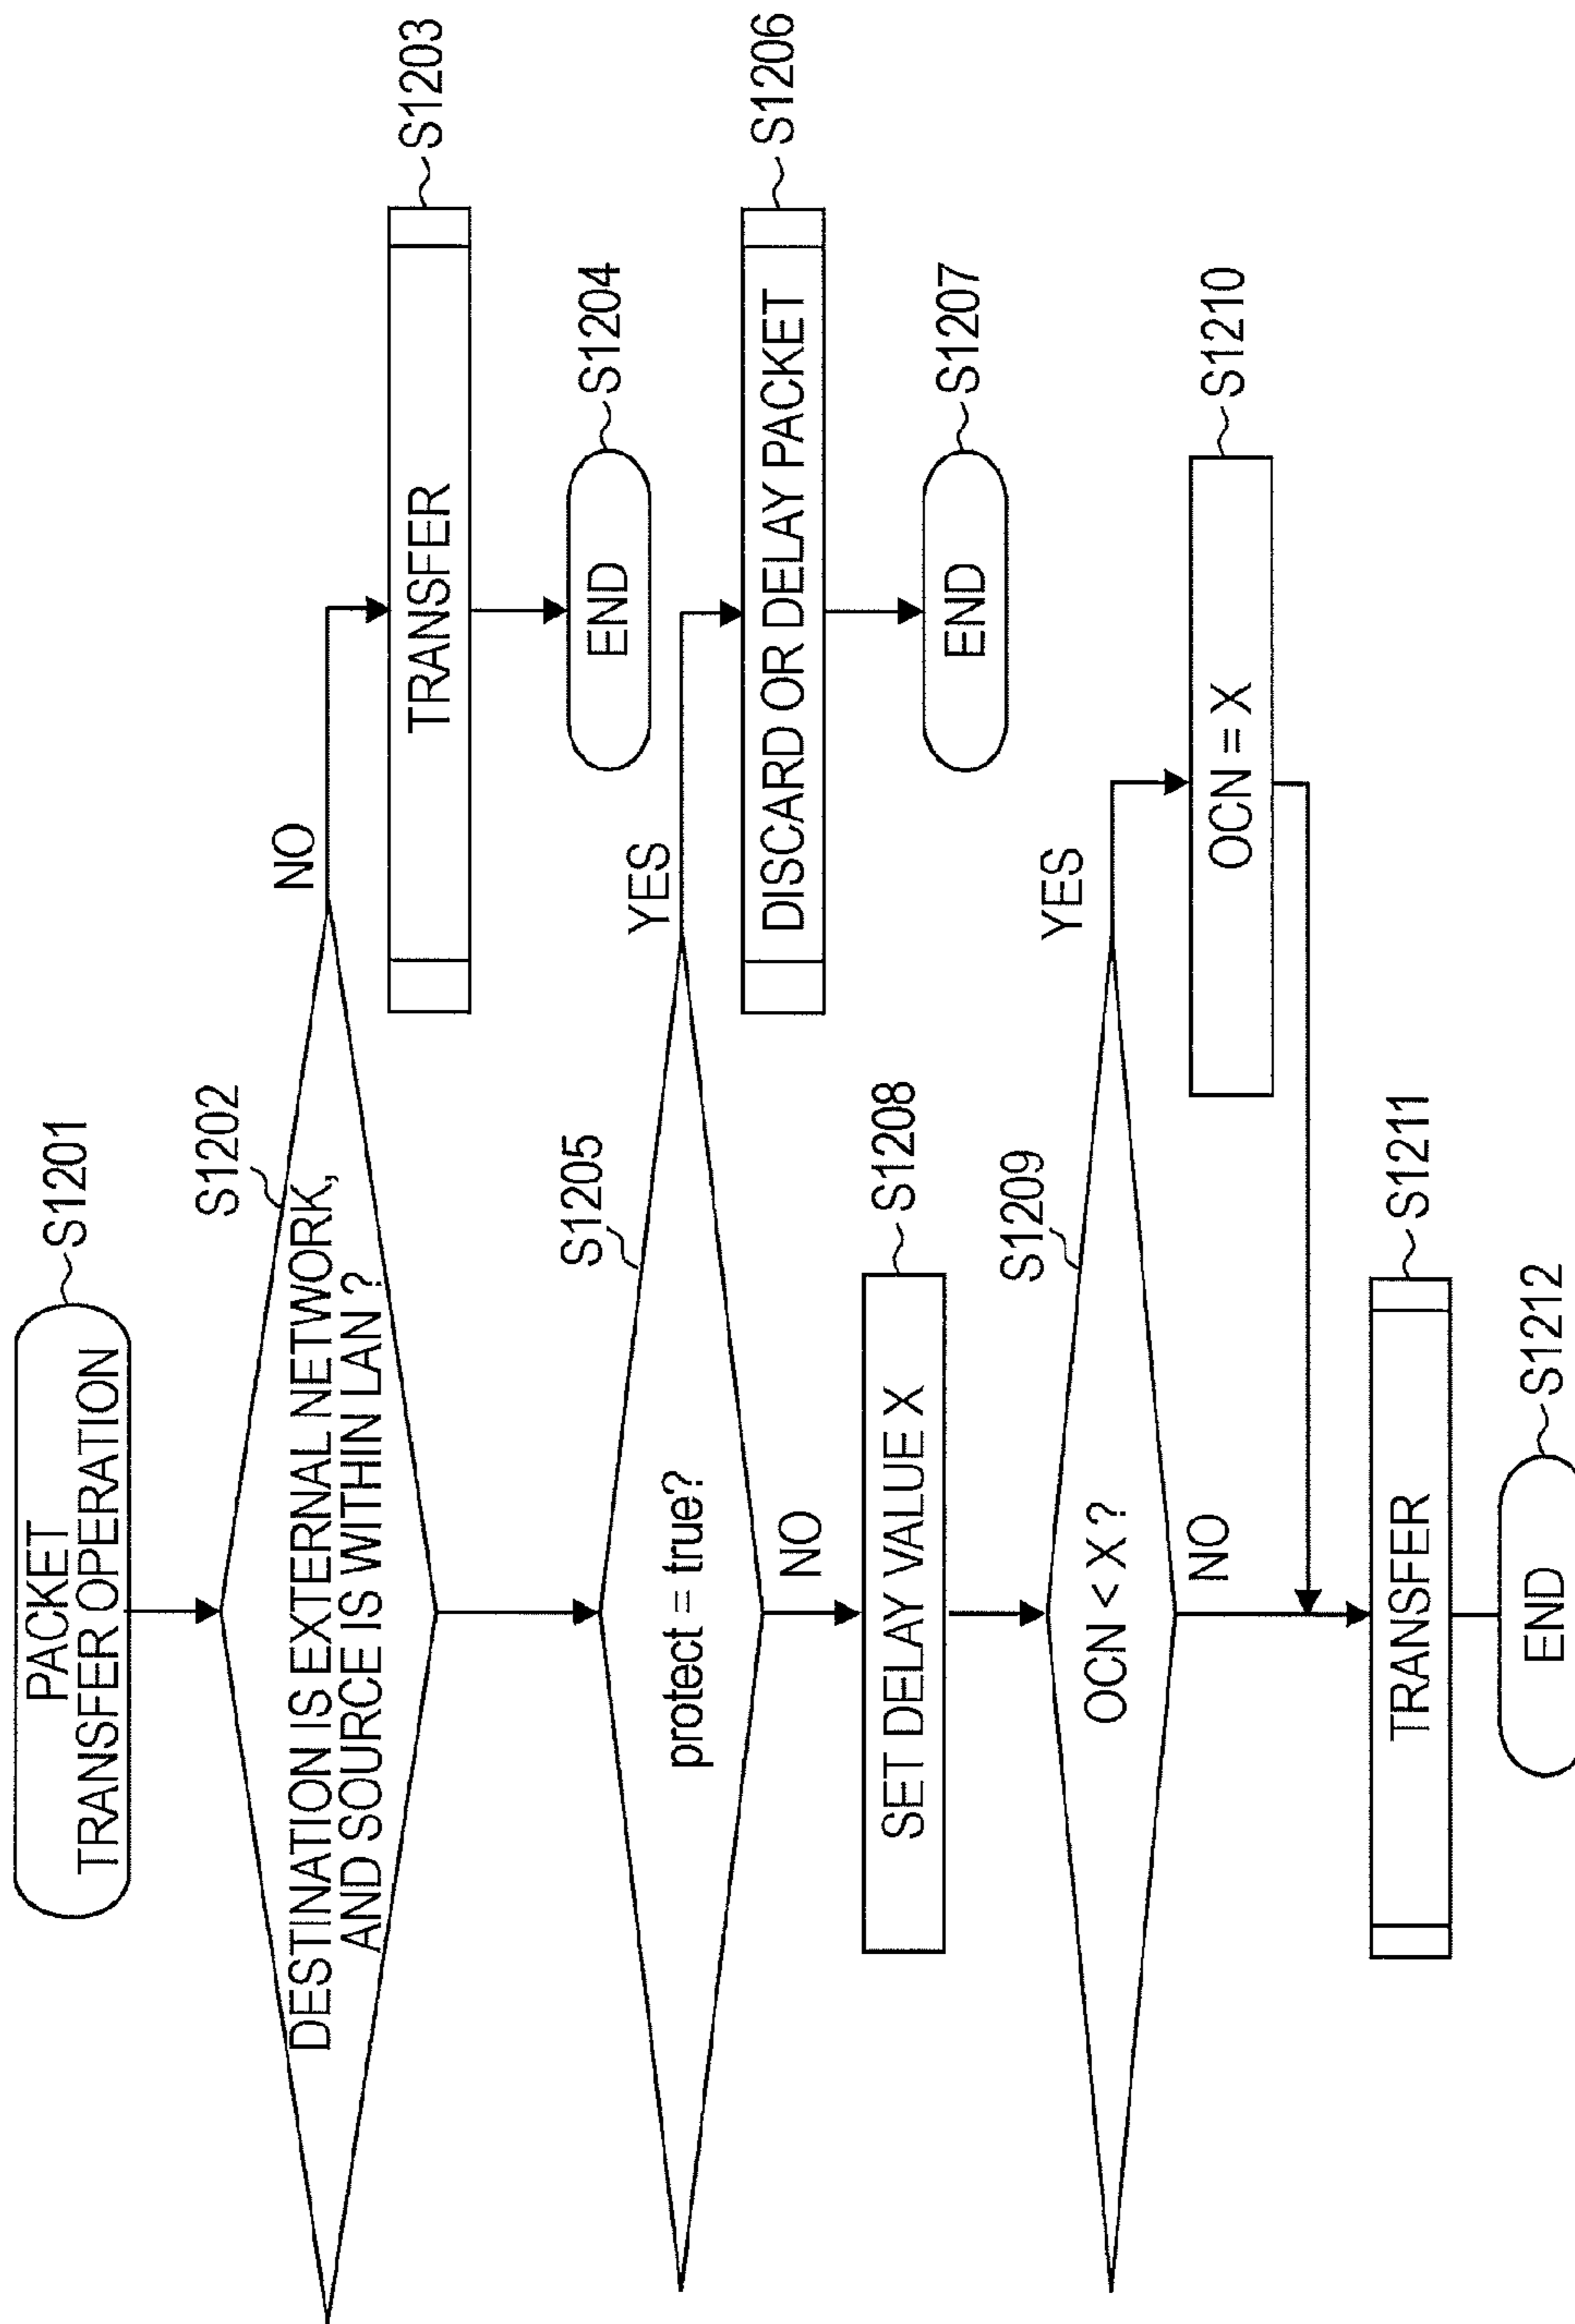 PACKET
TRANSFER OPERATION
S1201
S1202
DESTINATION IS EXTERNAL NETWORK,
AND SOURCE IS WITHIN LAN ?
NO
TRANSFER
S1203
END
S1204
S1205
protect = true?
YES
DISCARD OR DELAY PACKET
S1206
END
S1207
NO
SET DELAY VALUE X
S1208
S1209
OCN < X ?
YES
OCN = X
S1210
NO
TRANSFER
S1211
END
S1212